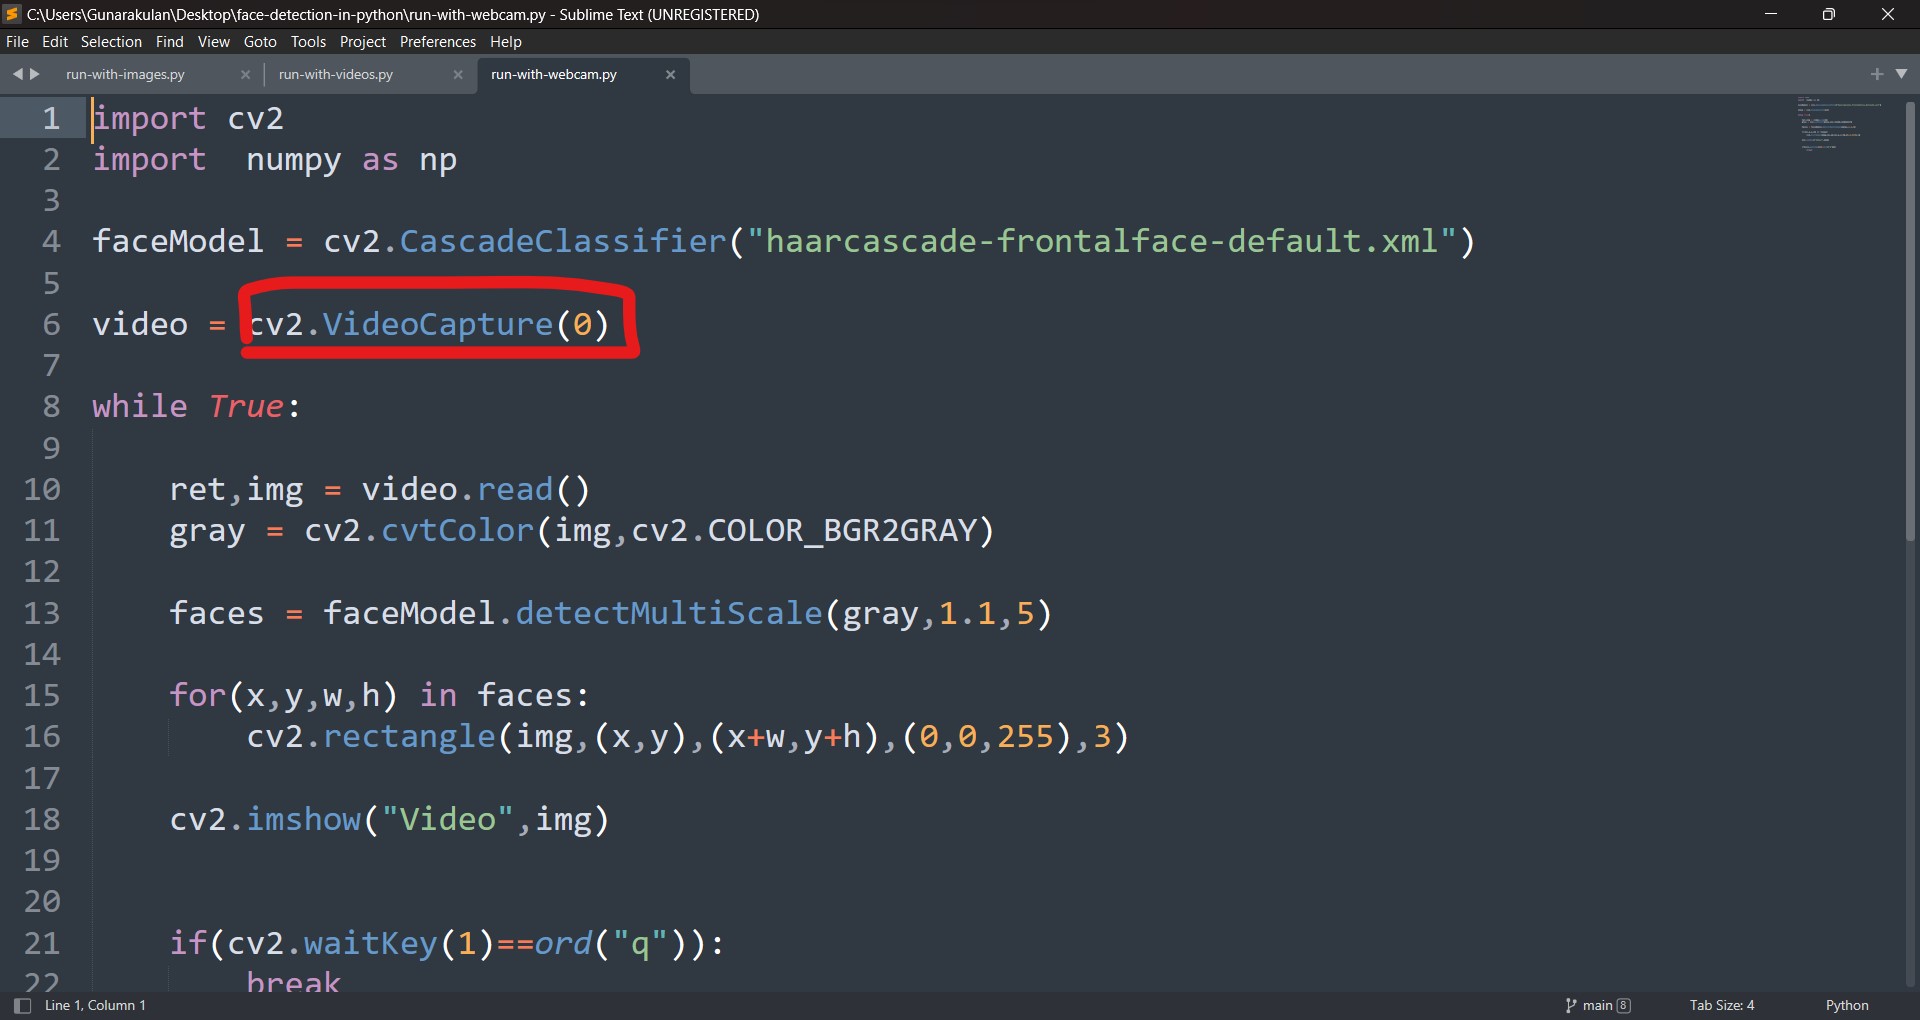 C:\Users\Gunarakulan\Desktop\face-detection-in-python\run-with-webcam.py - Sublime Text (UNREGISTERED)
File Edit Selection Find View Goto Tools Project Preferences Help
run-with-images.py run-with-videos.py run-with-webcam.py
1 import cv2
2 import  numpy as np
3
4 faceModel = cv2.CascadeClassifier("haarcascade-frontalface-default.xml")
5
6 video = cv2.VideoCapture(0)
7
8 while True:
9
10     ret,img = video.read()
11     gray = cv2.cvtColor(img,cv2.COLOR_BGR2GRAY)
12
13     faces = faceModel.detectMultiScale(gray,1.1,5)
14
15     for(x,y,w,h) in faces:
16         cv2.rectangle(img,(x,y),(x+w,y+h),(0,0,255),3)
17
18     cv2.imshow("Video",img)
19
20
21     if(cv2.waitKey(1)==ord("q")):
22         break
Line 1, Column 1 main 8 Tab Size: 4 Python